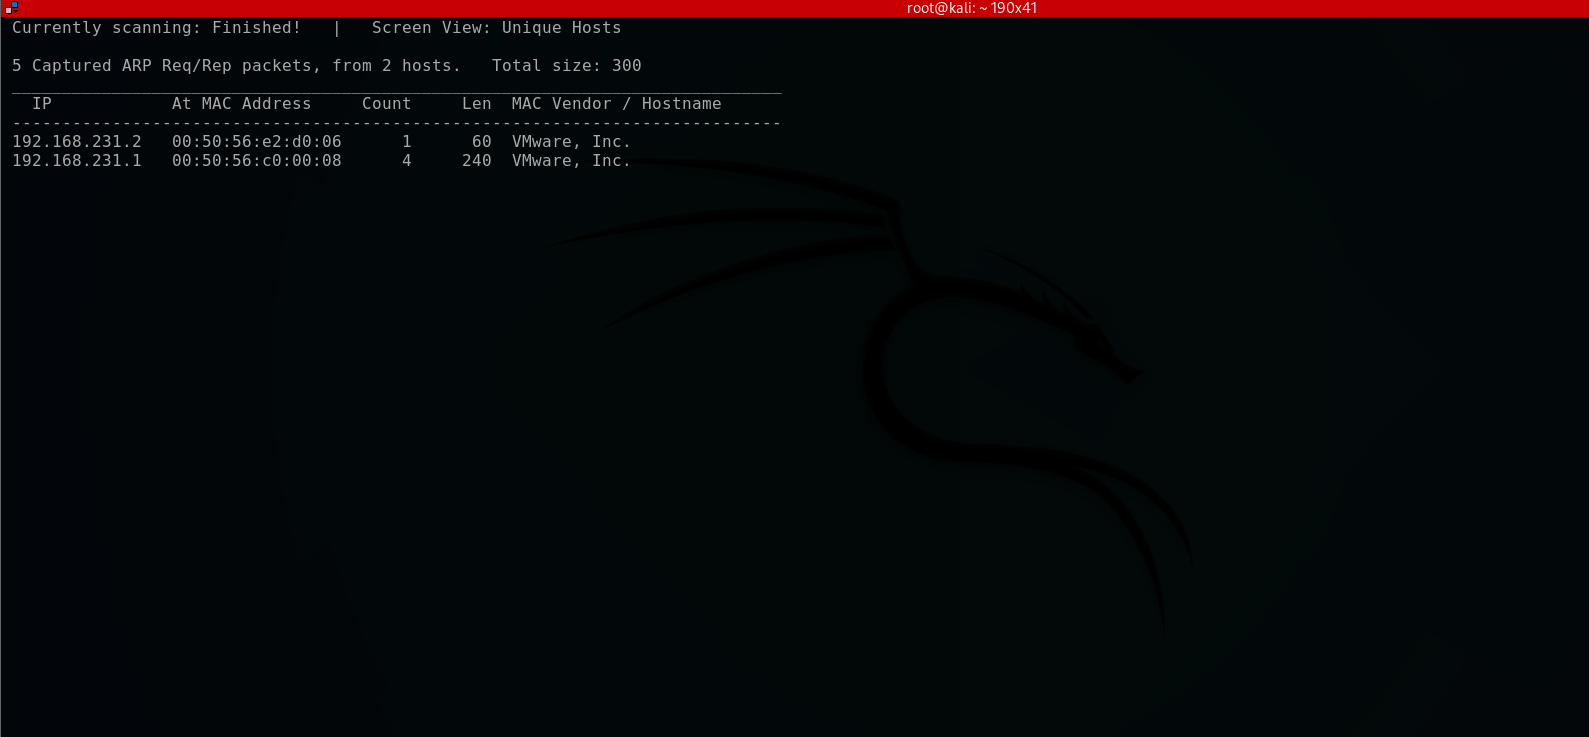 root@kali: ~ 190x41
Currently scanning: Finished!   |   Screen View: Unique Hosts
5 Captured ARP Req/Rep packets, from 2 hosts.   Total size: 300
_____________________________________________________________________________
  IP            At MAC Address     Count     Len  MAC Vendor / Hostname
-----------------------------------------------------------------------------
192.168.231.2   00:50:56:e2:d0:06      1      60  VMware, Inc.
192.168.231.1   00:50:56:c0:00:08      4     240  VMware, Inc.